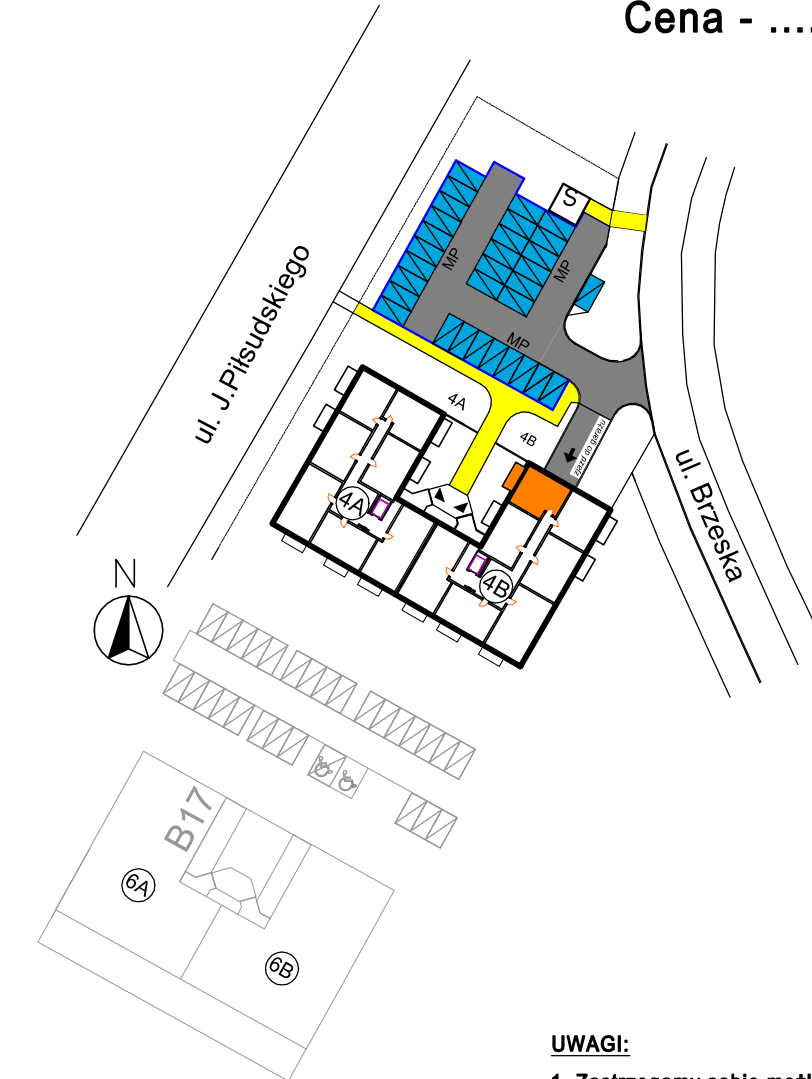 Cena - ....
S
MP
MP
MP
ul. J.Piłsudskiego
4A
4B
zjazd do garażu
ul. Brzeska
4A
4B
N
B17
6A
6B
UWAGI: